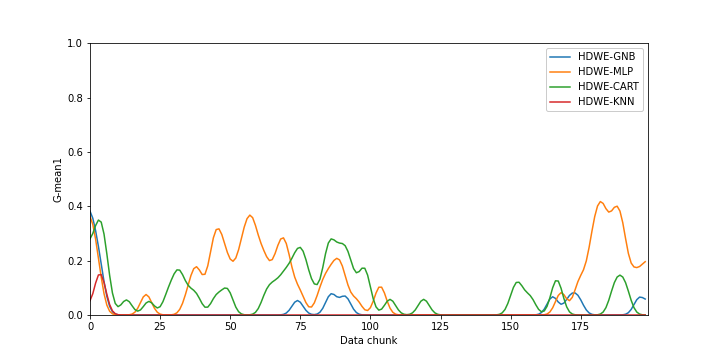 1.0
0.8
0.6
0.4
0.2
0.0
G-mean1
0 25 50 75 100 125 150 175
Data chunk
HDWE-GNB
HDWE-MLP
HDWE-CART
HDWE-KNN